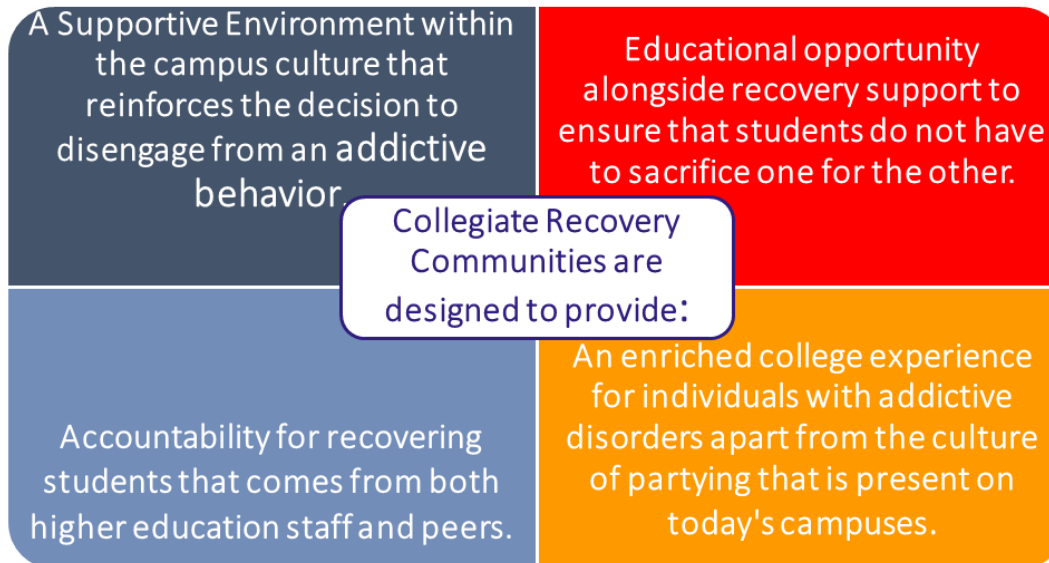 A Supportive Environment within
the campus culture that
reinforces the decision to
disengage from an addictive
behavior.
Educational opportunity
alongside recovery support to
ensure that students do not have
to sacrifice one for the other.
Collegiate Recovery
Communities are
designed to provide:
Accountability for recovering
students that comes from both
higher education staff and peers.
An enriched college experience
for individuals with addictive
disorders apart from the culture
of partying that is present on
today's campuses.